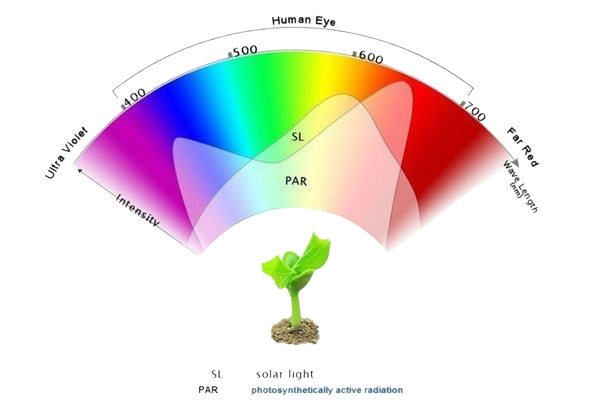 Human Eye
400
500
600
700
Ultra Violet
Far Red
Intensity
Wave Length
(nm)
SL
PAR
SL solar light
PAR photosynthetically active radiation